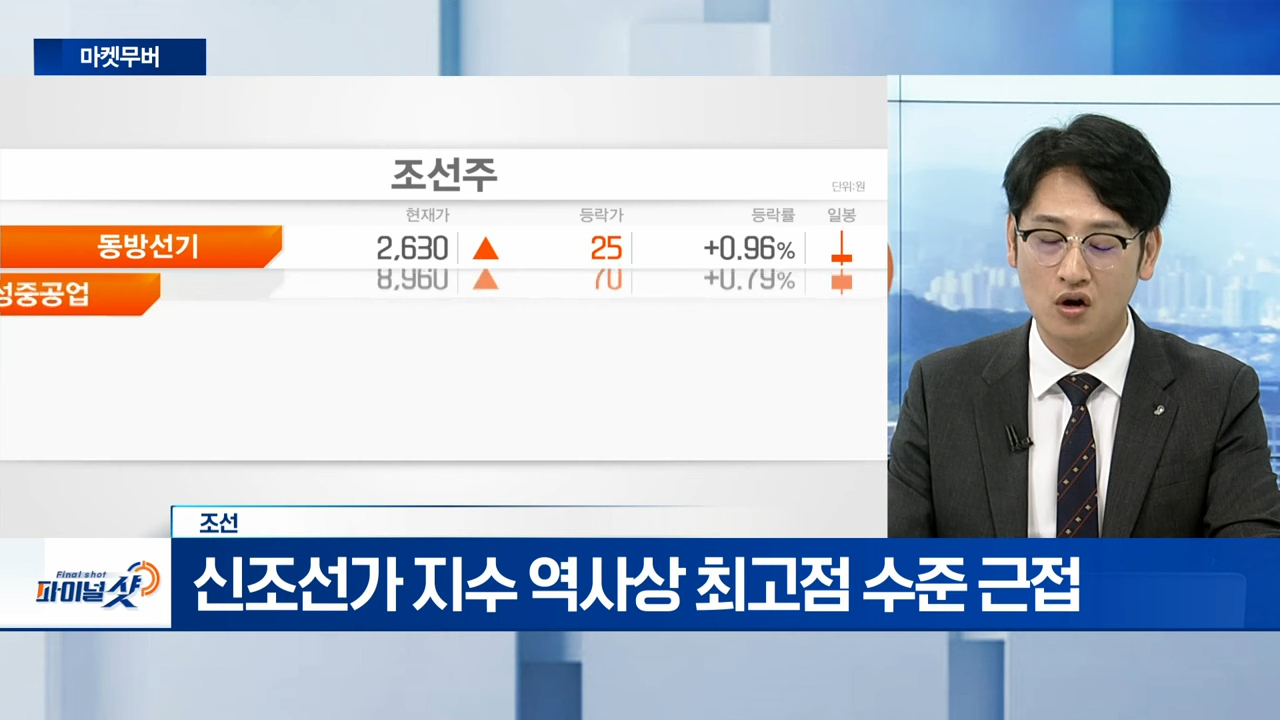 마켓무버
조선주
단위:원
현재가 등락가 등락률 일봉
동방선기 2,630 ▲ 25 +0.96%
성중공업 8,960 ▲ 70 +0.79%
조선
Final shot
파이널샷
신조선가 지수 역사상 최고점 수준 근접